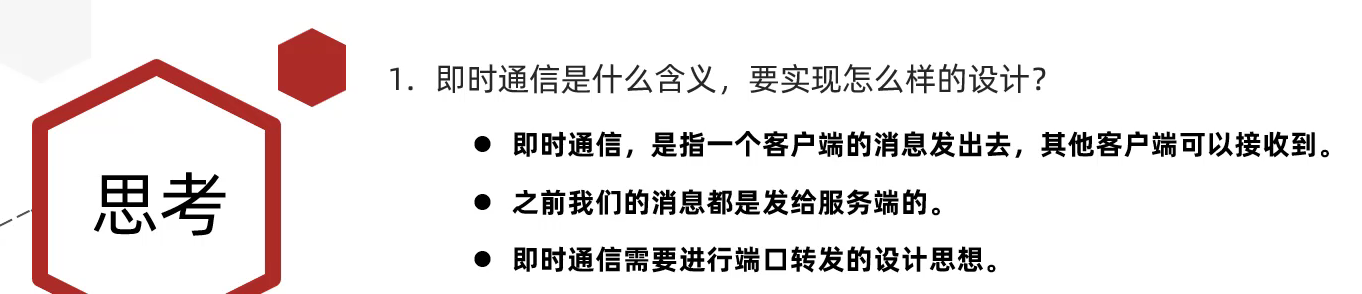 思考
1. 即时通信是什么含义，要实现怎么样的设计？
● 即时通信，是指一个客户端的消息发出去，其他客户端可以接收到。
● 之前我们的消息都是发给服务端的。
● 即时通信需要进行端口转发的设计思想。